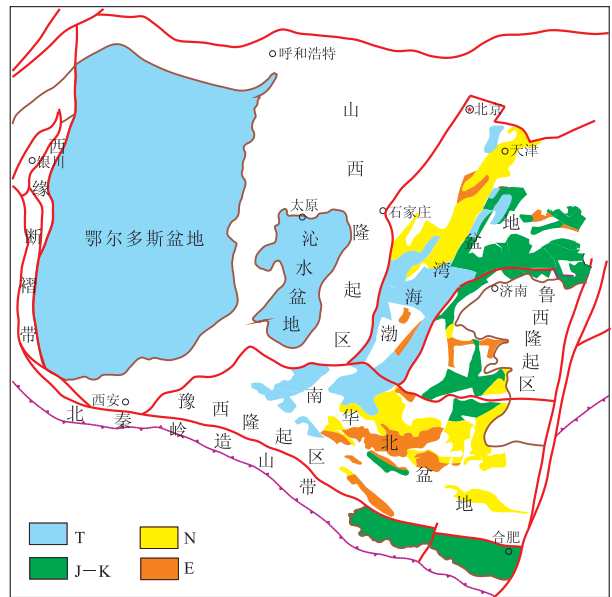 呼和浩特
北京
天津
银川
西缘断褶带
鄂尔多斯盆地
太原
沁水盆地
山西隆起区
石家庄
渤海湾盆地
济南
鲁西隆起区
西安
北秦岭造山带
豫西隆起区
南华北盆地
合肥
T
N
J—K
E